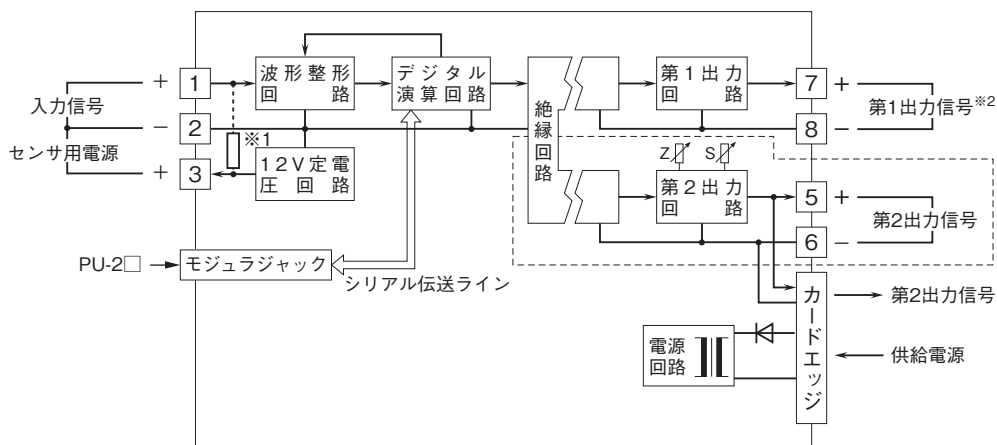 入力信号
センサ用電源
+
−
+
1
2
3
波形整形
回路
デジタル
演算回路
※1
12V定電
圧回路
絶縁回路
第1出力
回路
Z
S
第2出力
回路
7
8
+
−
第1出力信号※2
5
6
+
−
第2出力信号
PU-2□
モジュラジャック
シリアル伝送ライン
電源
回路
カードエッジ
第2出力信号
供給電源